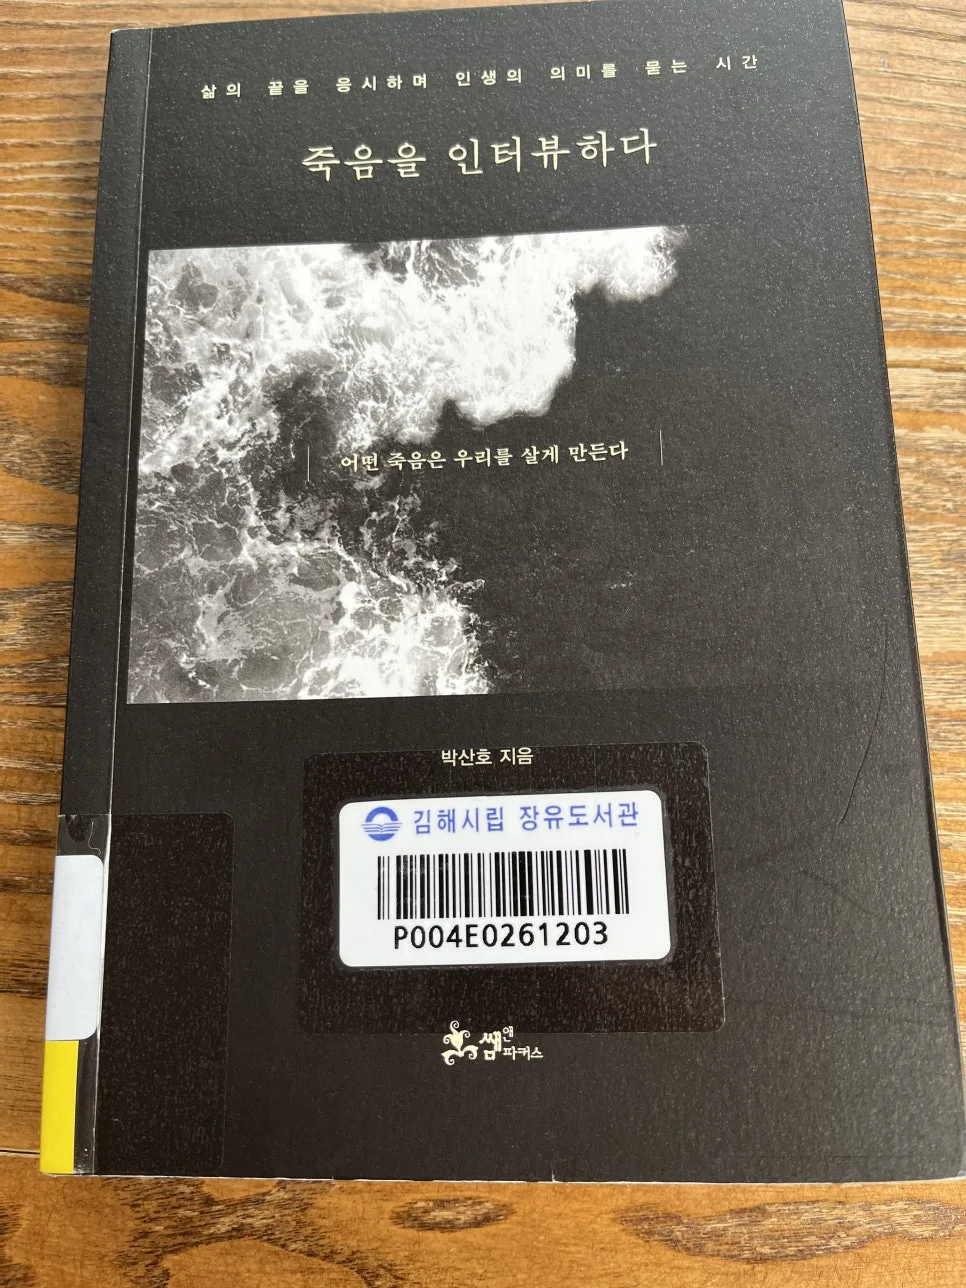 삶의 끝을 응시하며 인생의 의미를 묻는 시간
죽음을 인터뷰하다
어떤 죽음은 우리를 살게 만든다
박산호 지음
김해시립 장유도서관
P004E0261203
쌤앤파커스